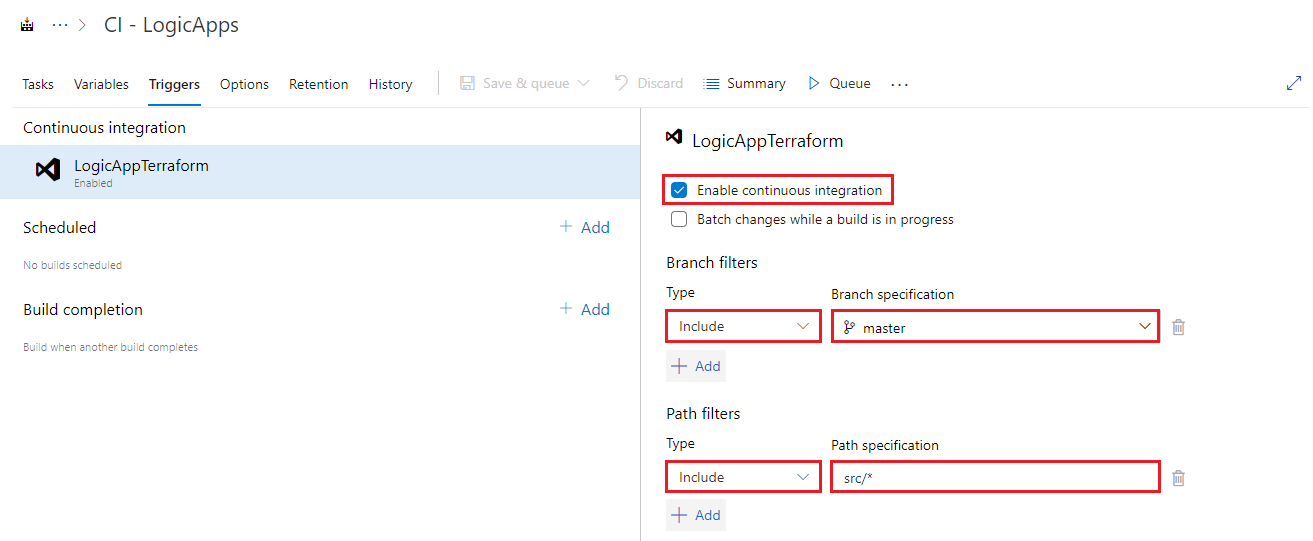 ··· > CI - LogicApps
Tasks Variables Triggers Options Retention History Save & queue Discard Summary Queue ···
Continuous integration
LogicAppTerraform
Enabled
Scheduled + Add
No builds scheduled
Build completion + Add
Build when another build completes
LogicAppTerraform
Enable continuous integration
Batch changes while a build is in progress
Branch filters
Type Branch specification
Include master
+ Add
Path filters
Type Path specification
Include src/*
+ Add